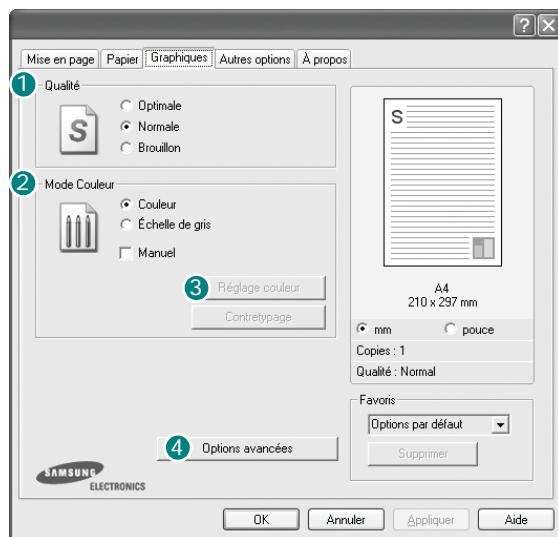 Mise en page Papier Graphiques Autres options À propos
1 Qualité
Optimale
Normale
Brouillon
2 Mode Couleur
Couleur
Échelle de gris
Manuel
3 Réglage couleur
Contretypage
4 Options avancées
SAMSUNG
ELECTRONICS
S
S
A4
210 x 297 mm
mm pouce
Copies : 1
Qualité : Normal
Favoris
Options par défaut
Supprimer
OK Annuler Appliquer Aide